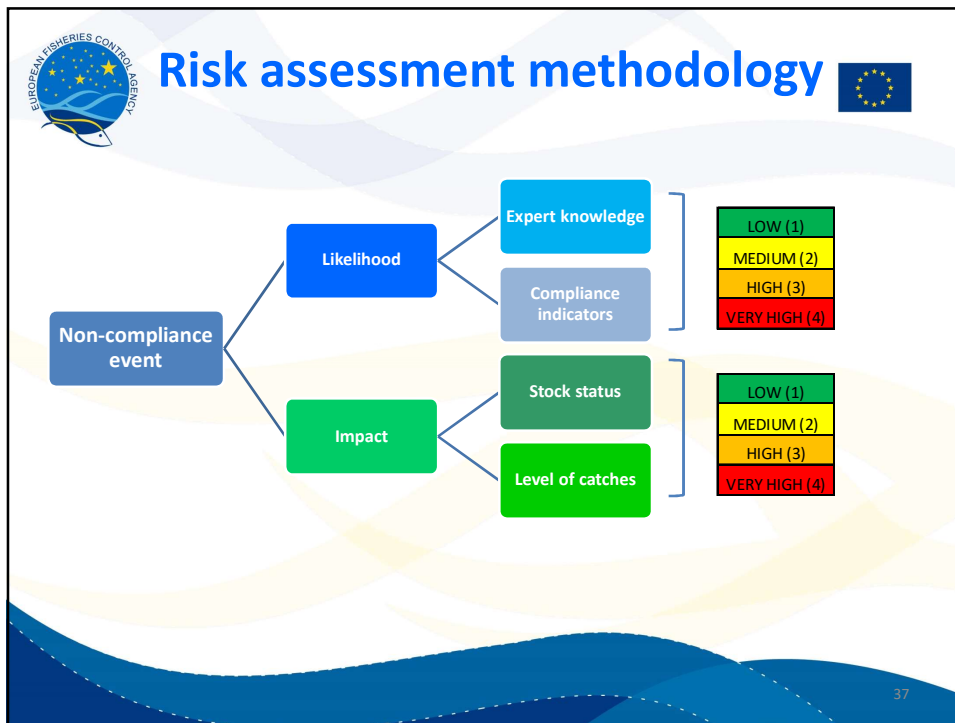 EUROPEAN FISHERIES CONTROL AGENCY
Risk assessment methodology
Non-compliance
event
Likelihood
Impact
Expert knowledge
Compliance
indicators
Stock status
Level of catches
LOW (1)
MEDIUM (2)
HIGH (3)
VERY HIGH (4)
LOW (1)
MEDIUM (2)
HIGH (3)
VERY HIGH (4)
37